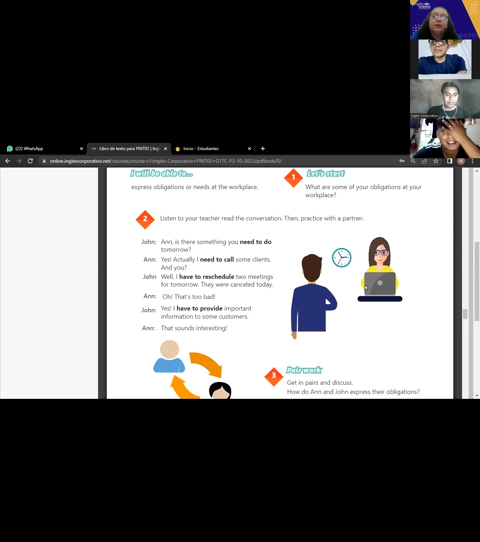 (22) WhatsApp
Libro de texto para PNIT02 | Ing
Inicio - Estudiantes
online.inglescorporativo.net/courses/course-v1:Ingles-Corporativo+PNIT02+G17C-P2-10-2022/pdfbook/0/
I will be able to...
express obligations or needs at the workplace.
1 Let's start
What are some of your obligations at your
workplace?
2 Listen to your teacher read the conversation. Then, practice with a partner.
John: Ann, is there something you need to do
tomorrow?
Ann: Yes! Actually I need to call some clients.
And you?
John Well, I have to reschedule two meetings
for tomorrow. They were canceled today.
Ann: Oh! That's too bad!
John: Yes! I have to provide important
information to some customers.
Ann: That sounds interesting!
3 Pair work
Get in pairs and discuss.
How do Ann and John express their obligations?